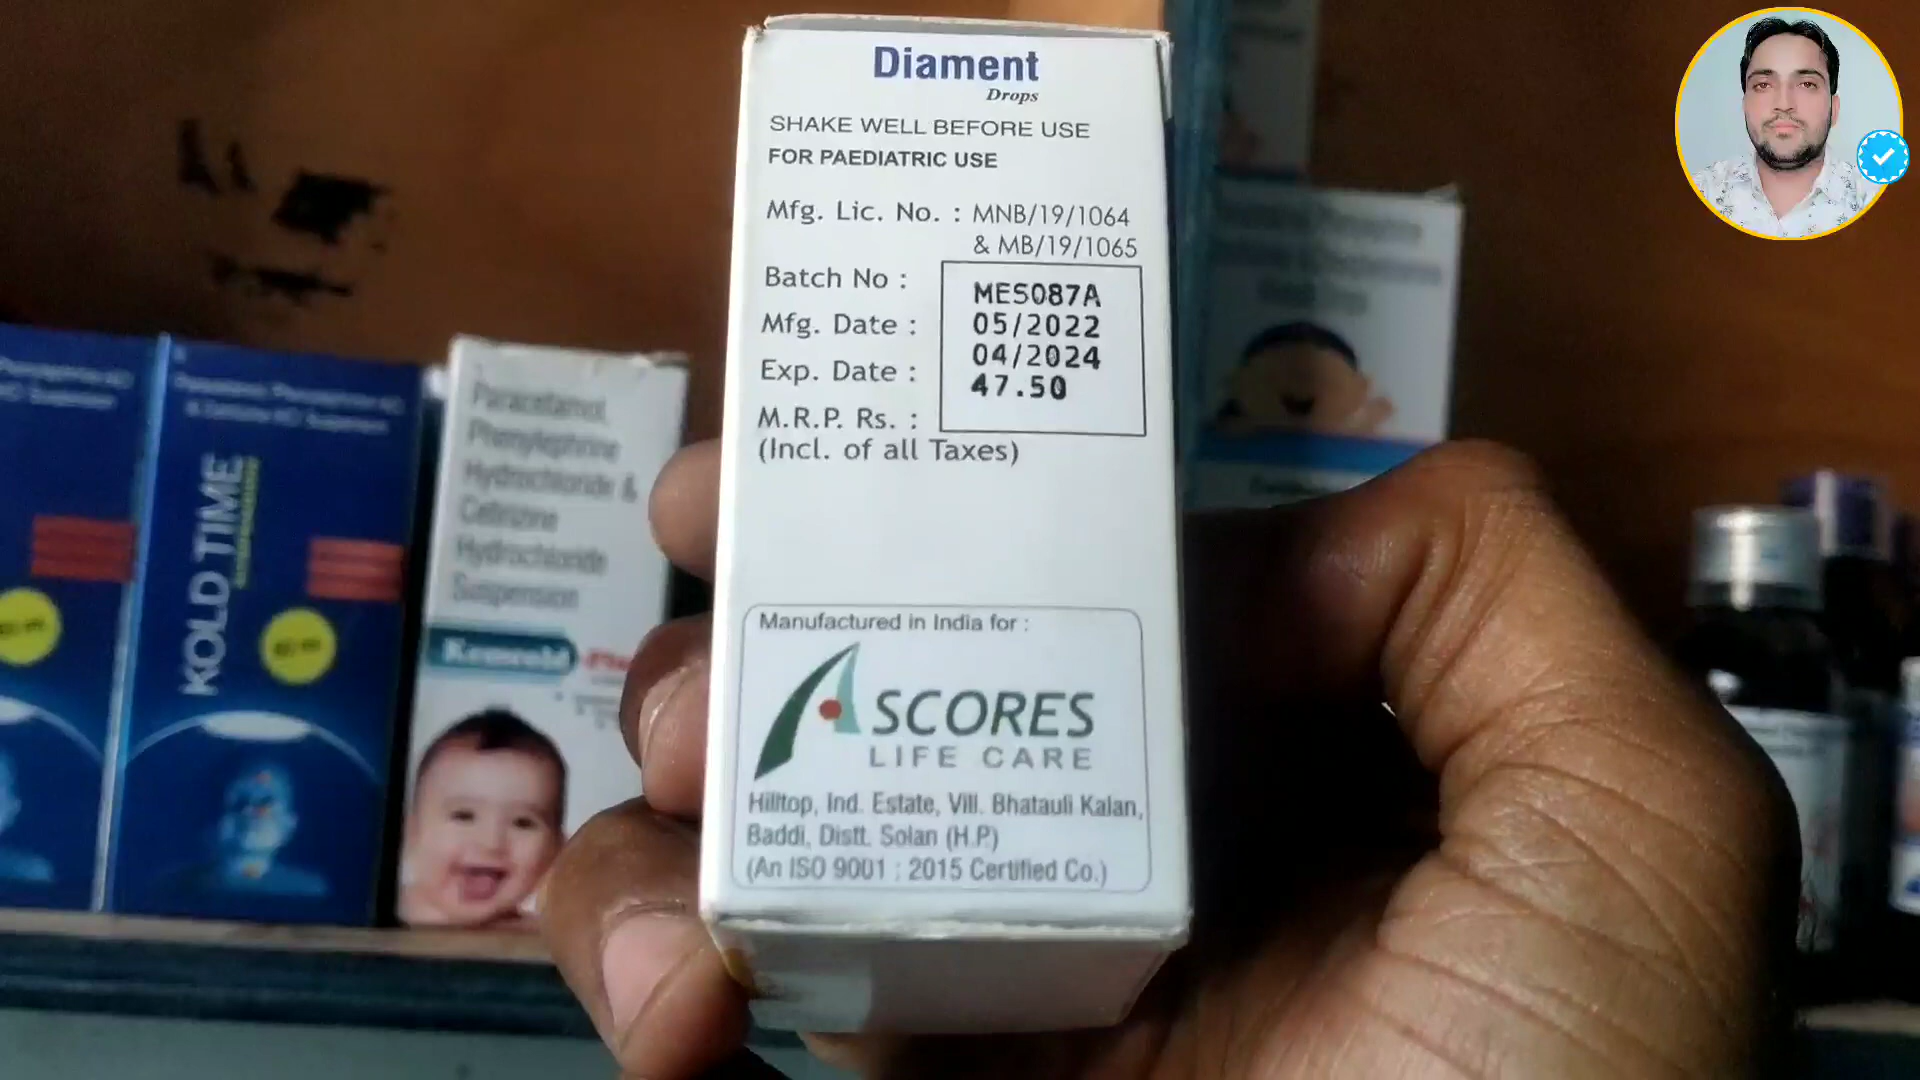 Diament
Drops
SHAKE WELL BEFORE USE
FOR PAEDIATRIC USE
Mfg. Lic. No. : MNB/19/1064
& MB/19/1065
Batch No : MES087A
Mfg. Date : 05/2022
Exp. Date : 04/2024
M.R.P. Rs. : 47.50
(Incl. of all Taxes)
Manufactured in India for :
ASCORES
LIFE CARE
Hilltop, Ind. Estate, Vill. Bhatauli Kalan,
Baddi, Distt. Solan (H.P.)
(An ISO 9001 : 2015 Certified Co.)
KOLD TIME
Paracetamol,
Phenylephrine
Hydrochloride &
Cetirizine
Hydrochloride
Suspension